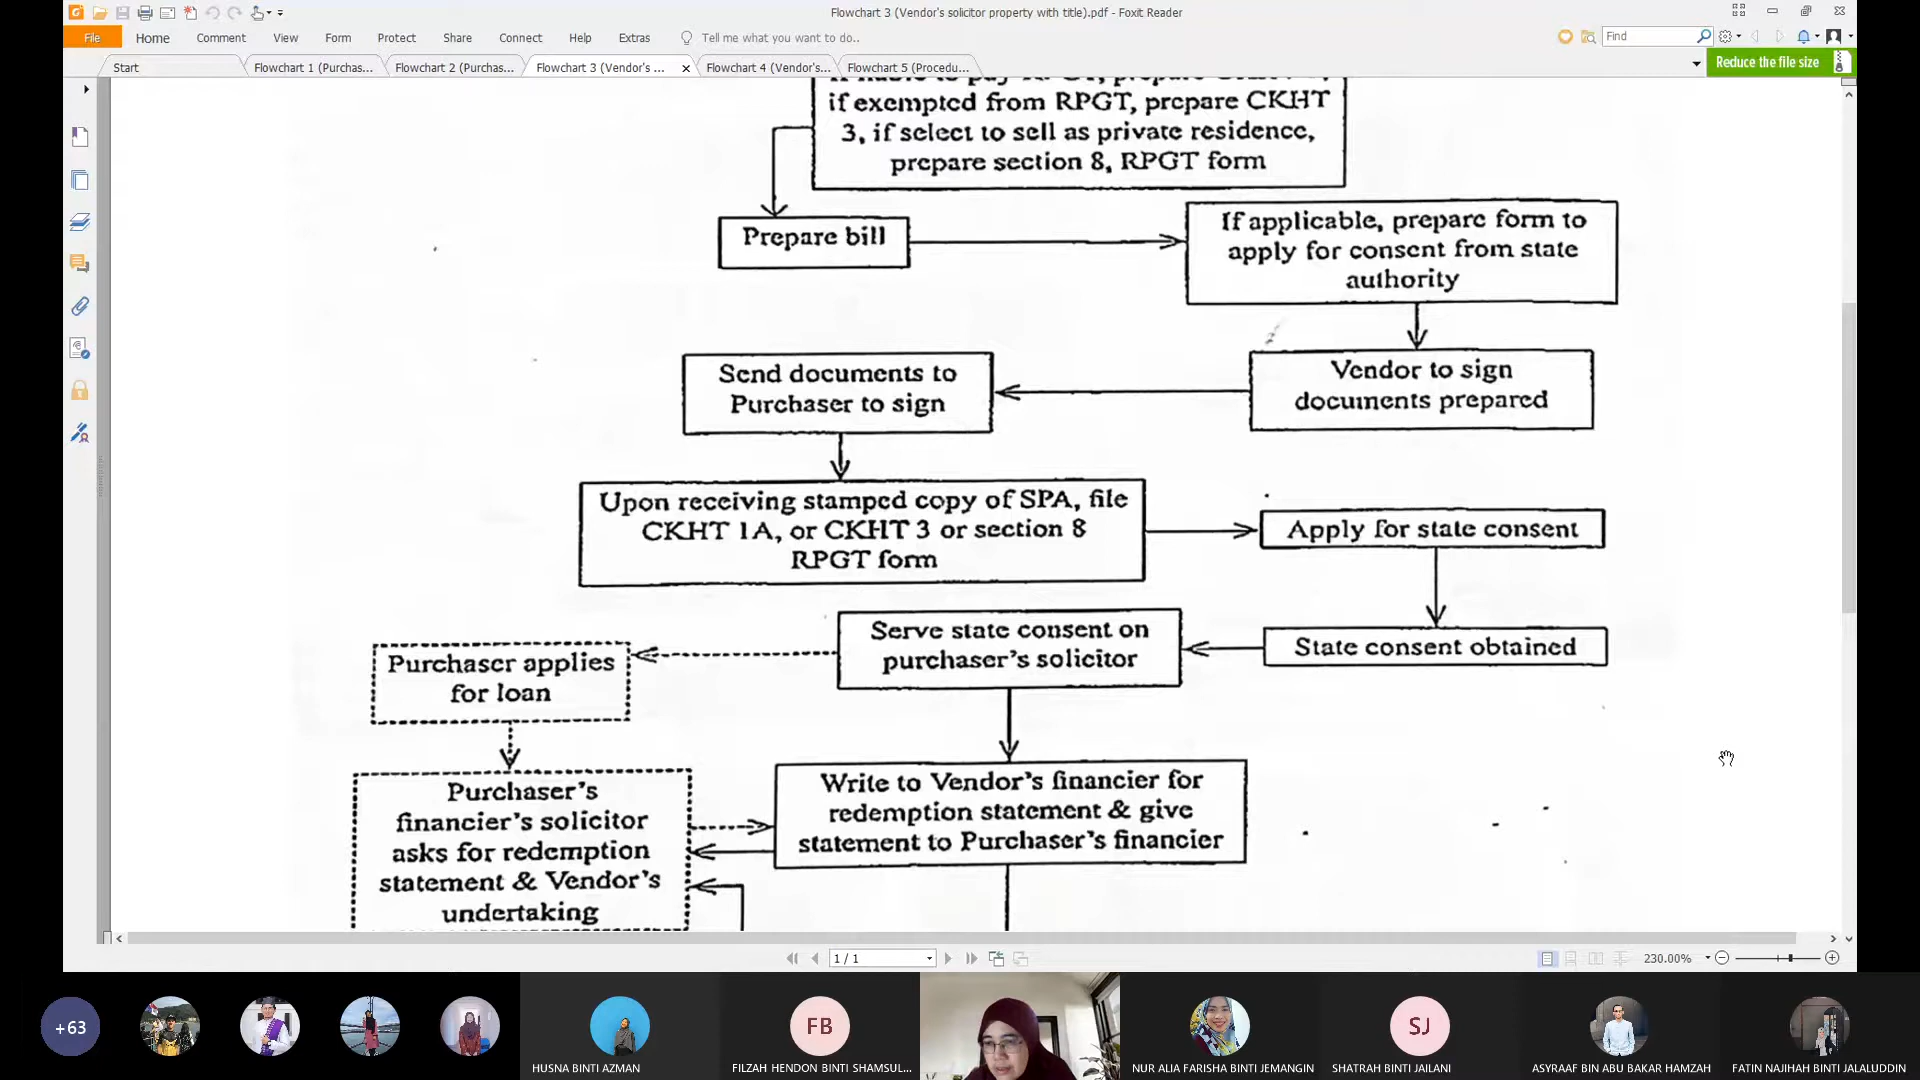 Flowchart 3 (Vendor's solicitor property with title).pdf - Foxit Reader
File
Home
Comment
View
Form
Protect
Share
Connect
Help
Extras
Tell me what you want to do..
Find
Start
Flowchart 1 (Purchas...
Flowchart 2 (Purchas...
Flowchart 3 (Vendor's ...
Flowchart 4 (Vendor's...
Flowchart 5 (Procedu...
Reduce the file size
if exempted from RPGT, prepare CKHT
3, if select to sell as private residence,
prepare section 8, RPGT form
Prepare bill
If applicable, prepare form to
apply for consent from state
authority
Send documents to
Purchaser to sign
Vendor to sign
documents prepared
Upon receiving stamped copy of SPA, file
CKHT 1A, or CKHT 3 or section 8
RPGT form
Apply for state consent
Purchaser applies
for loan
Serve state consent on
purchaser's solicitor
State consent obtained
Purchaser's
financier's solicitor
asks for redemption
statement & Vendor's
undertaking
Write to Vendor's financier for
redemption statement & give
statement to Purchaser's financier
1 / 1
230.00%
+63
HUSNA BINTI AZMAN
FB
FILZAH HENDON BINTI SHAMSUL...
NUR ALIA FARISHA BINTI JEMANGIN
SJ
SHATRAH BINTI JAILANI
ASYRAAF BIN ABU BAKAR HAMZAH
FATIN NAJIHAH BINTI JALALUDDIN